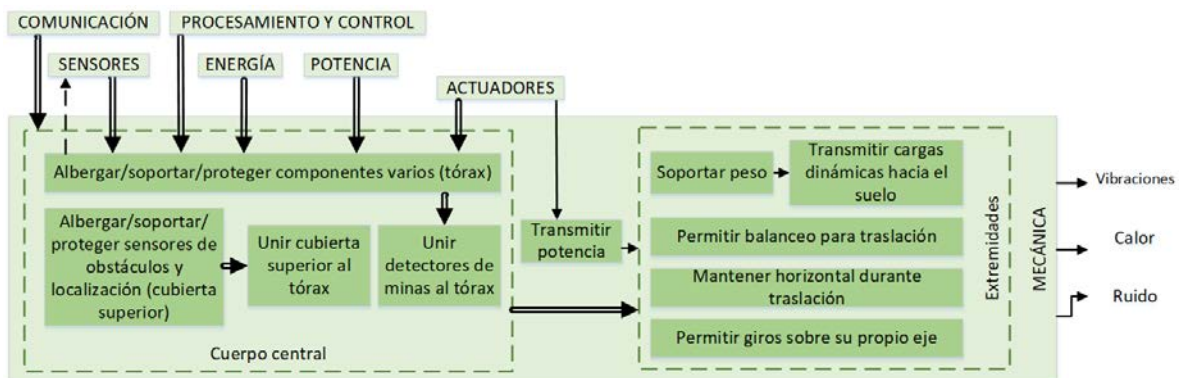 COMUNICACIÓN
PROCESAMIENTO Y CONTROL
SENSORES
ENERGÍA
POTENCIA
ACTUADORES
Albergar/soportar/proteger componentes varios (tórax)
Albergar/soportar/
proteger sensores de
obstáculos y
localización (cubierta
superior)
Unir cubierta
superior al
tórax
Unir
detectores de
minas al tórax
Cuerpo central
Transmitir
potencia
Soportar peso
Transmitir cargas
dinámicas hacia el
suelo
Permitir balanceo para traslación
Mantener horizontal durante
traslación
Permitir giros sobre su propio eje
Extremidades
MECÁNICA
Vibraciones
Calor
Ruido